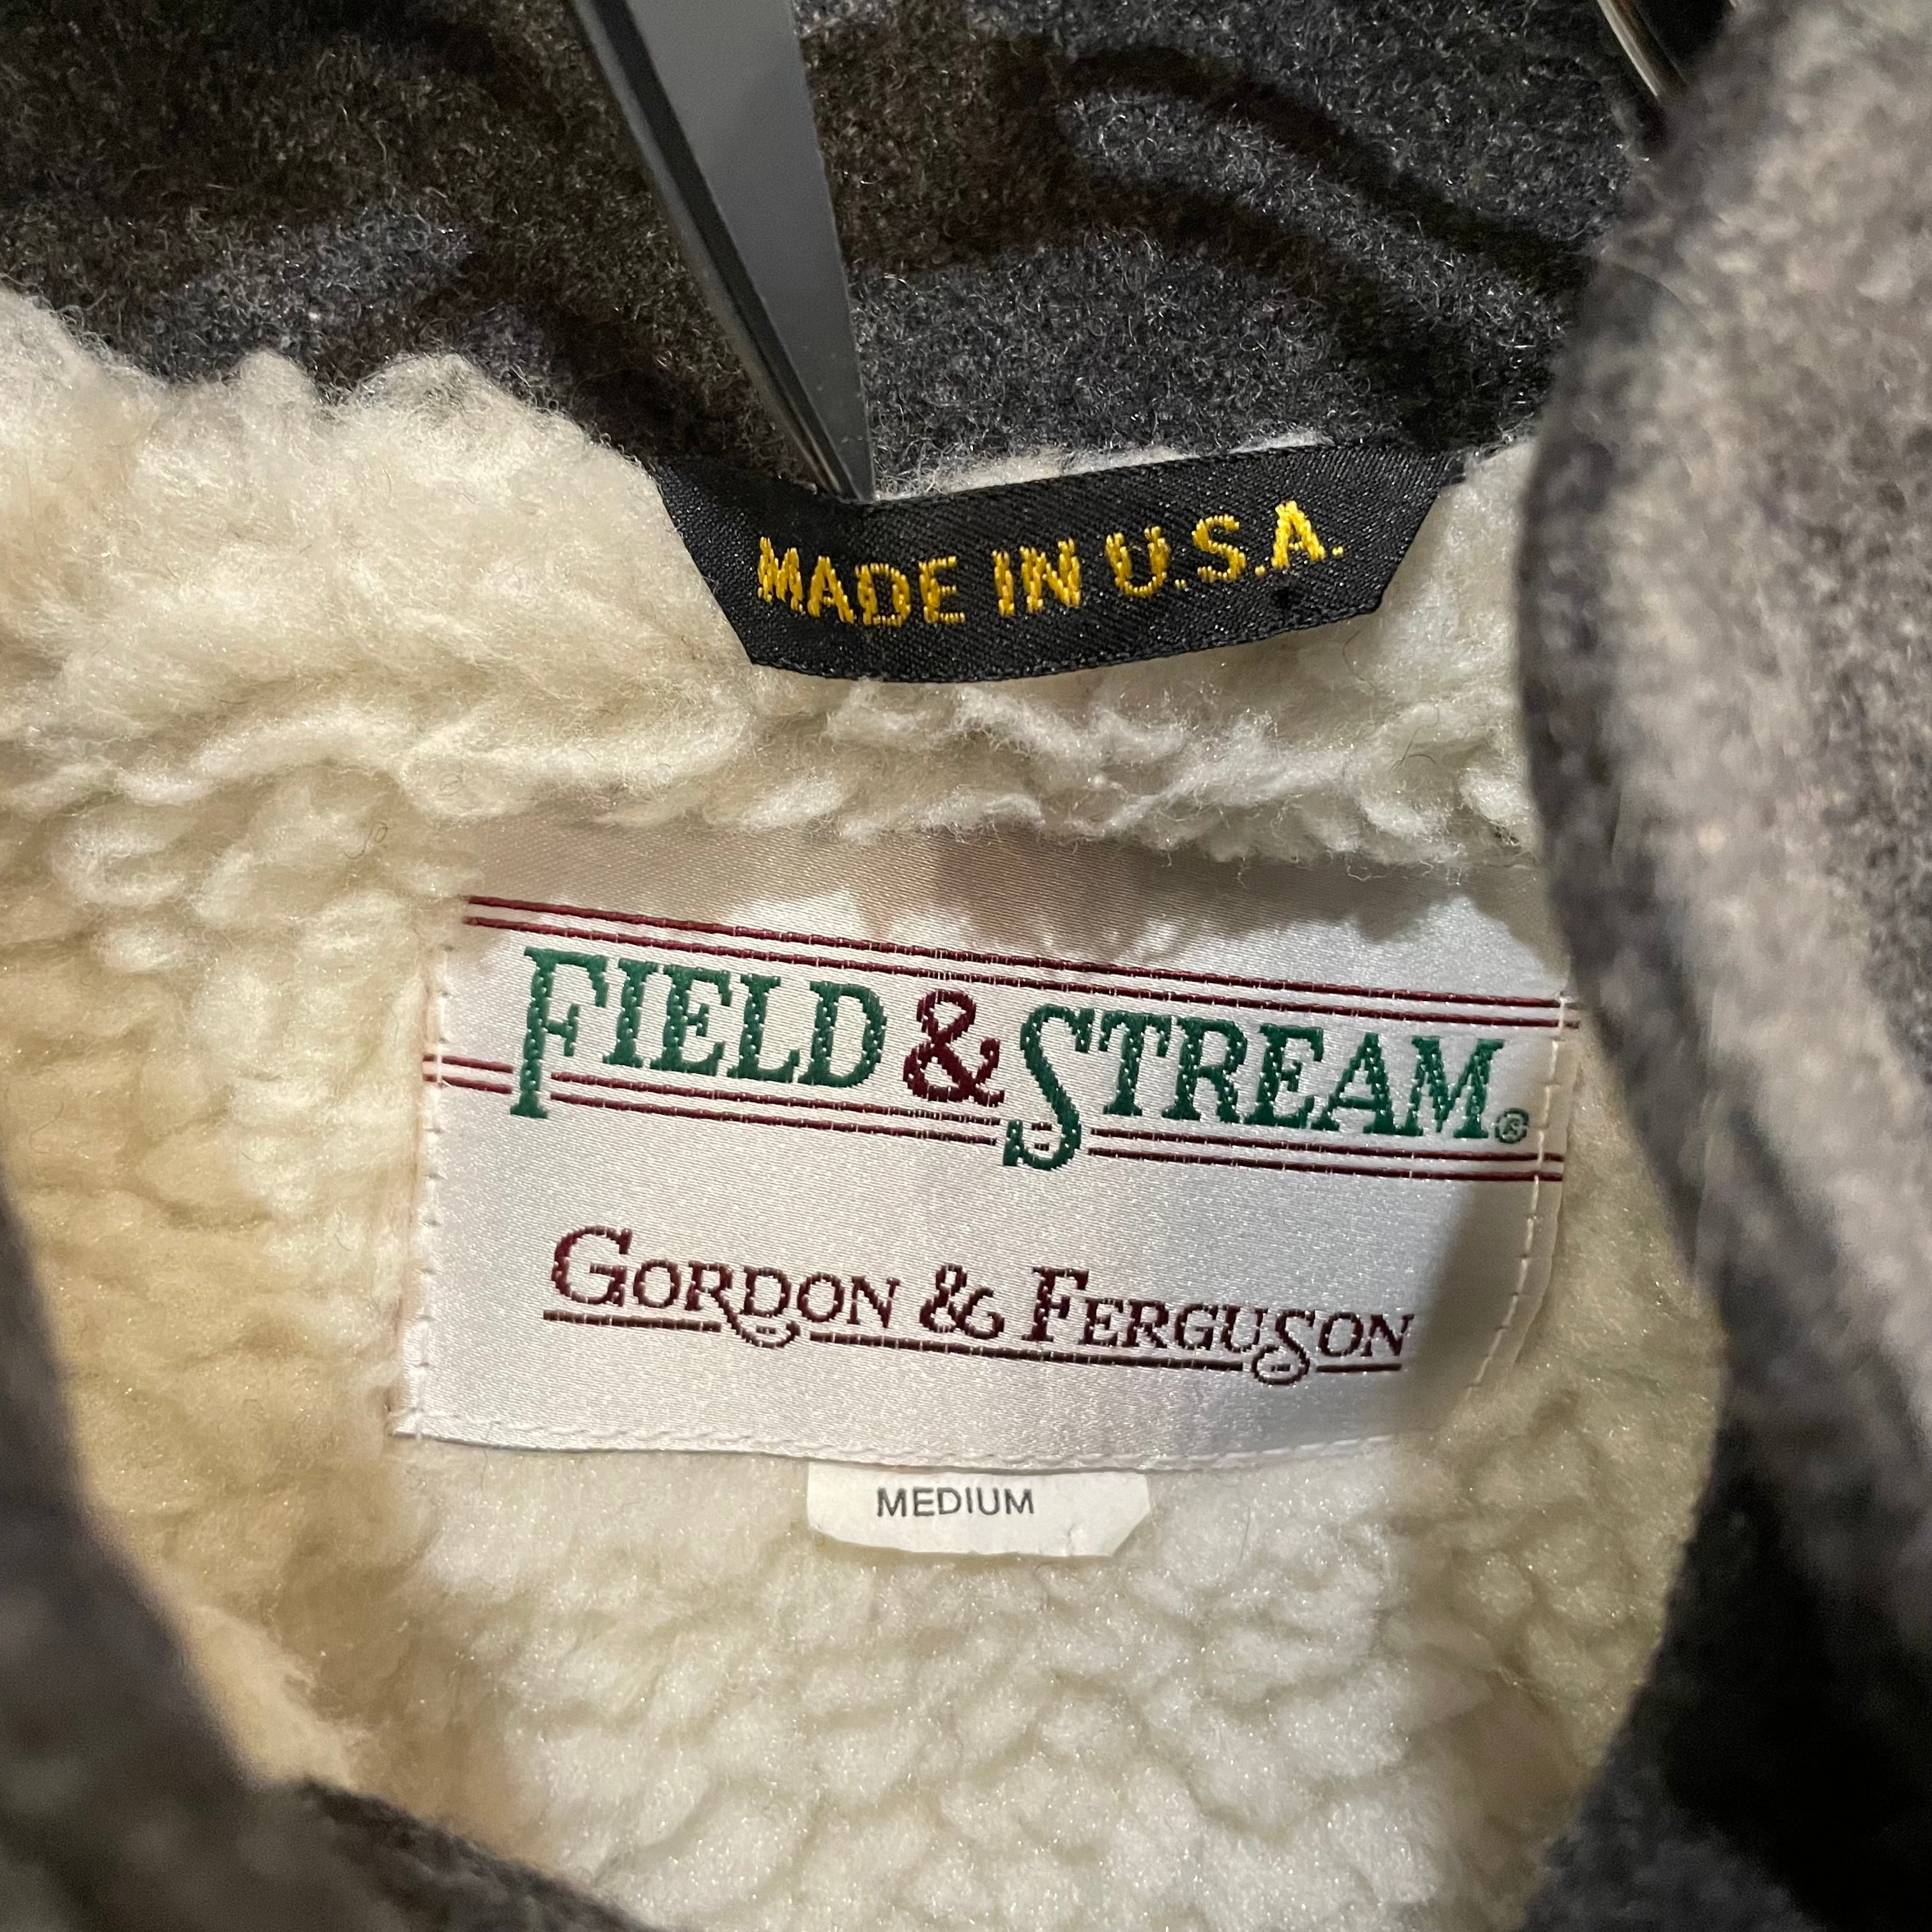 MADE IN U.S.A.
FIELD & STREAM®
GORDON & FERGUSON
MEDIUM